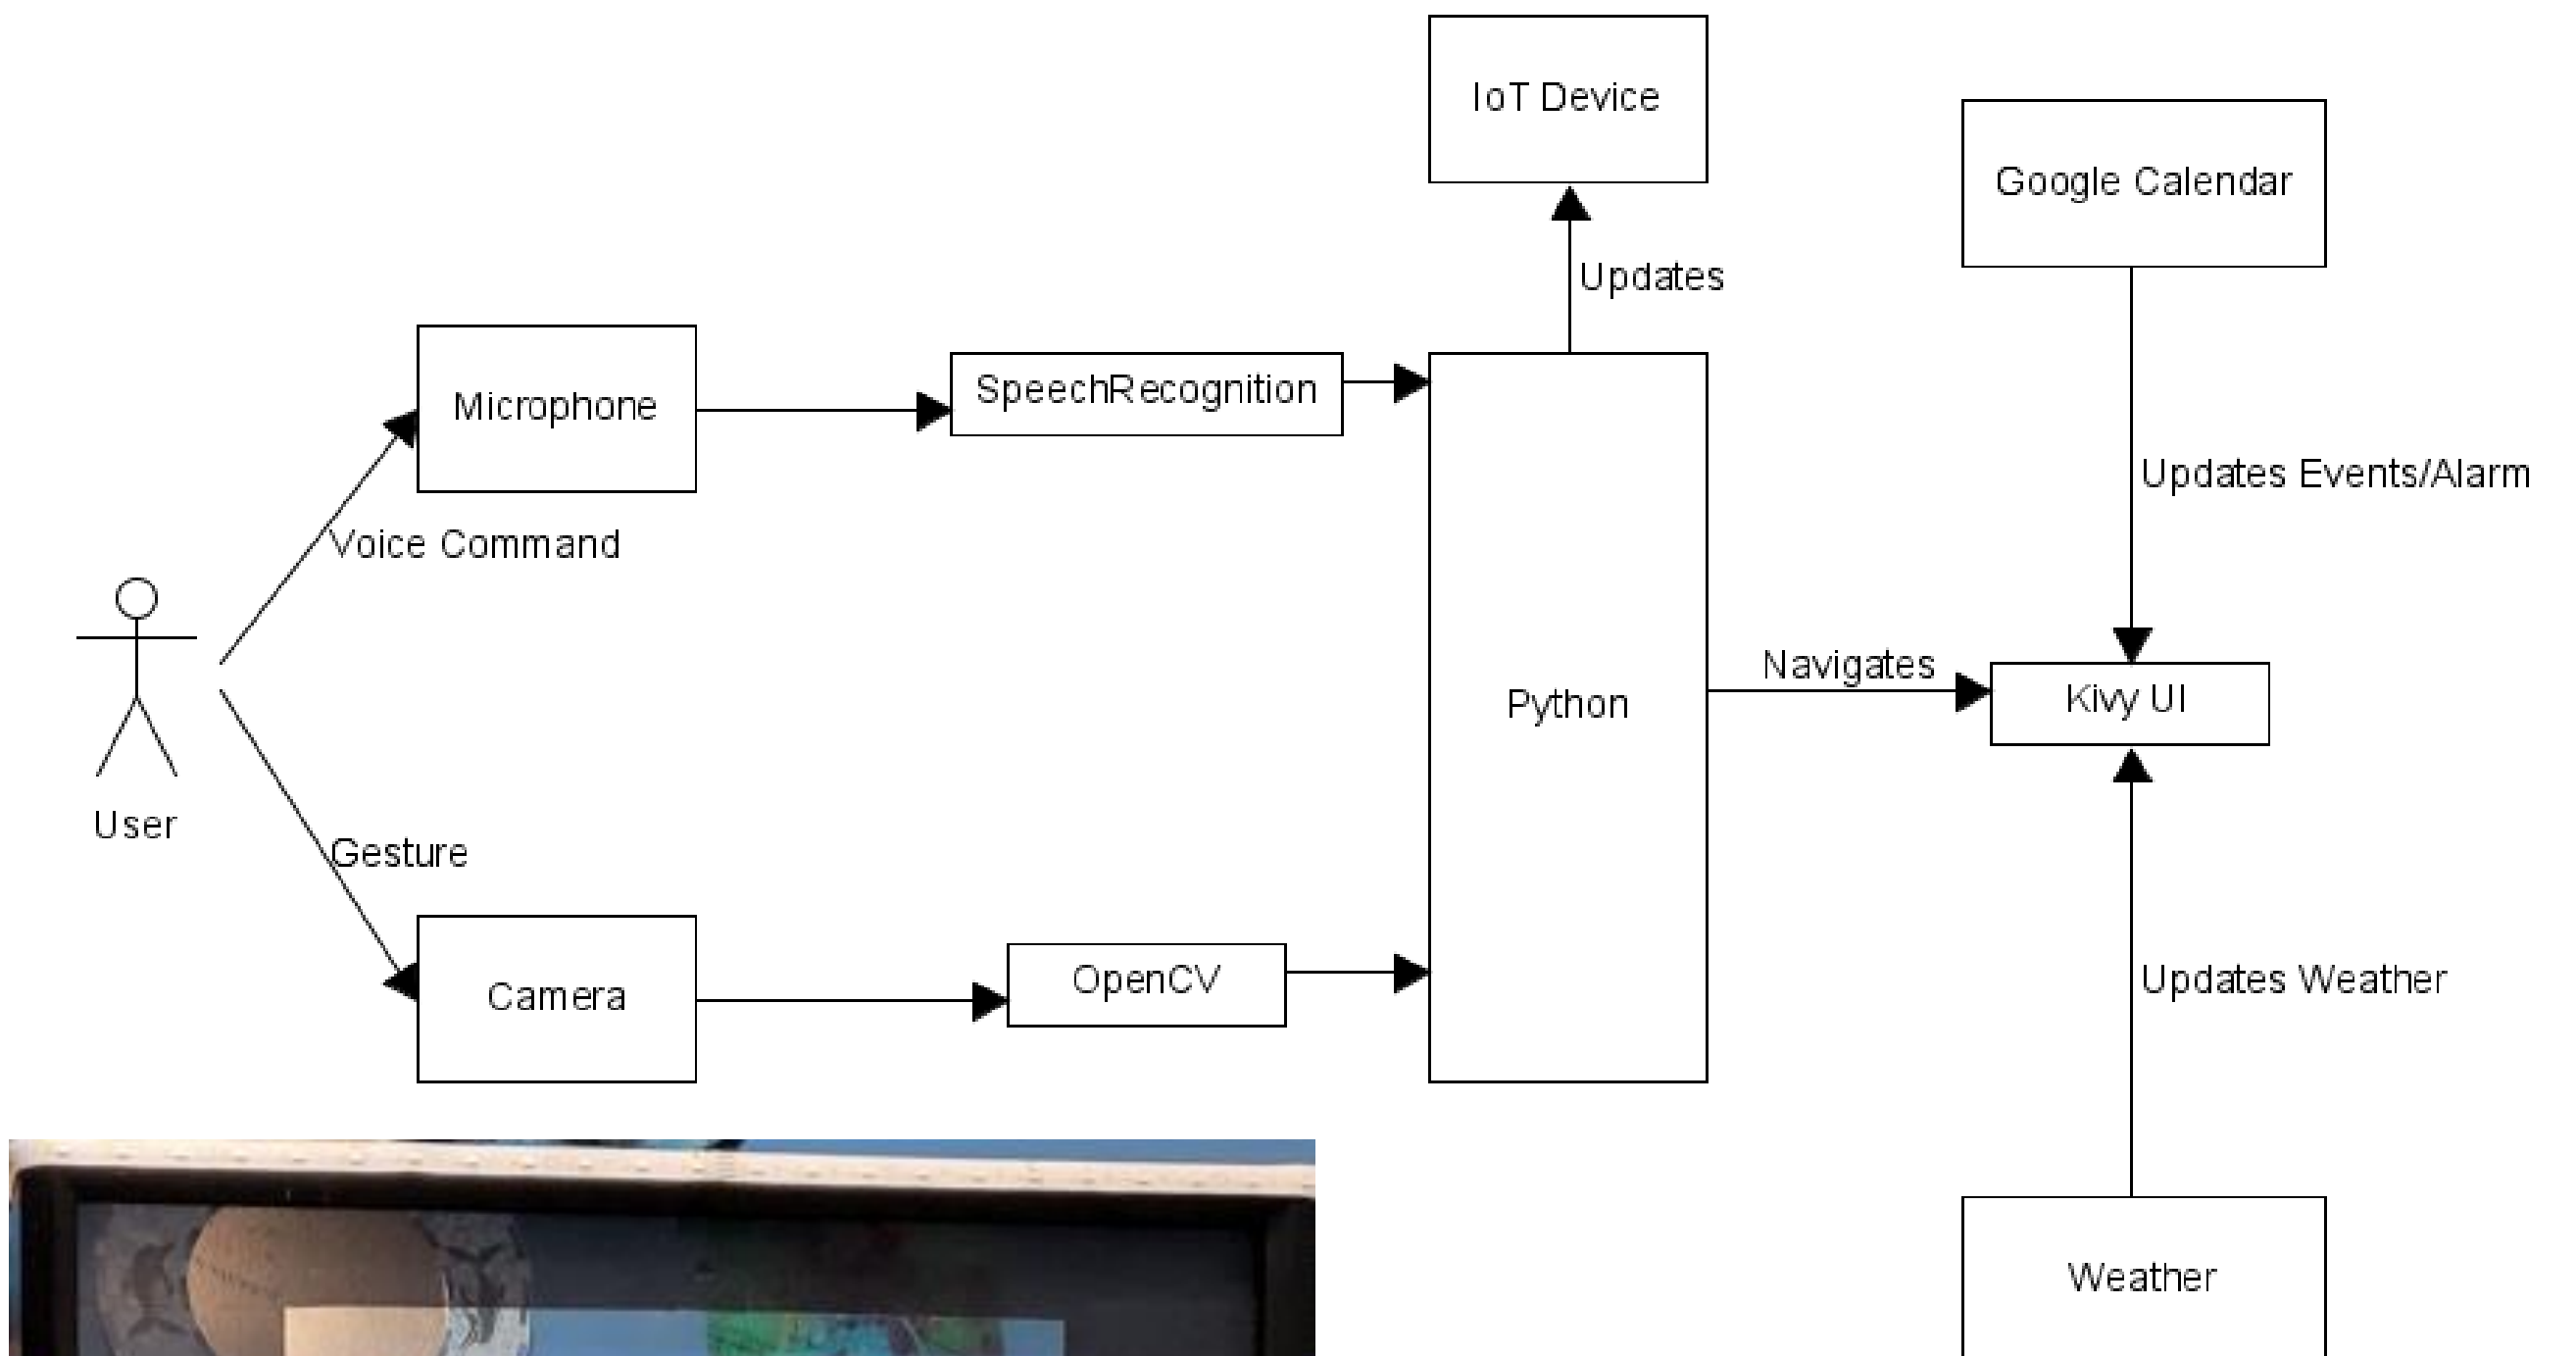 IoT Device
Google Calendar
Updates
Microphone
SpeechRecognition
Updates Events/Alarm
Voice Command
Navigates
Kivy UI
Python
User
Gesture
Camera
OpenCV
Updates Weather
Weather